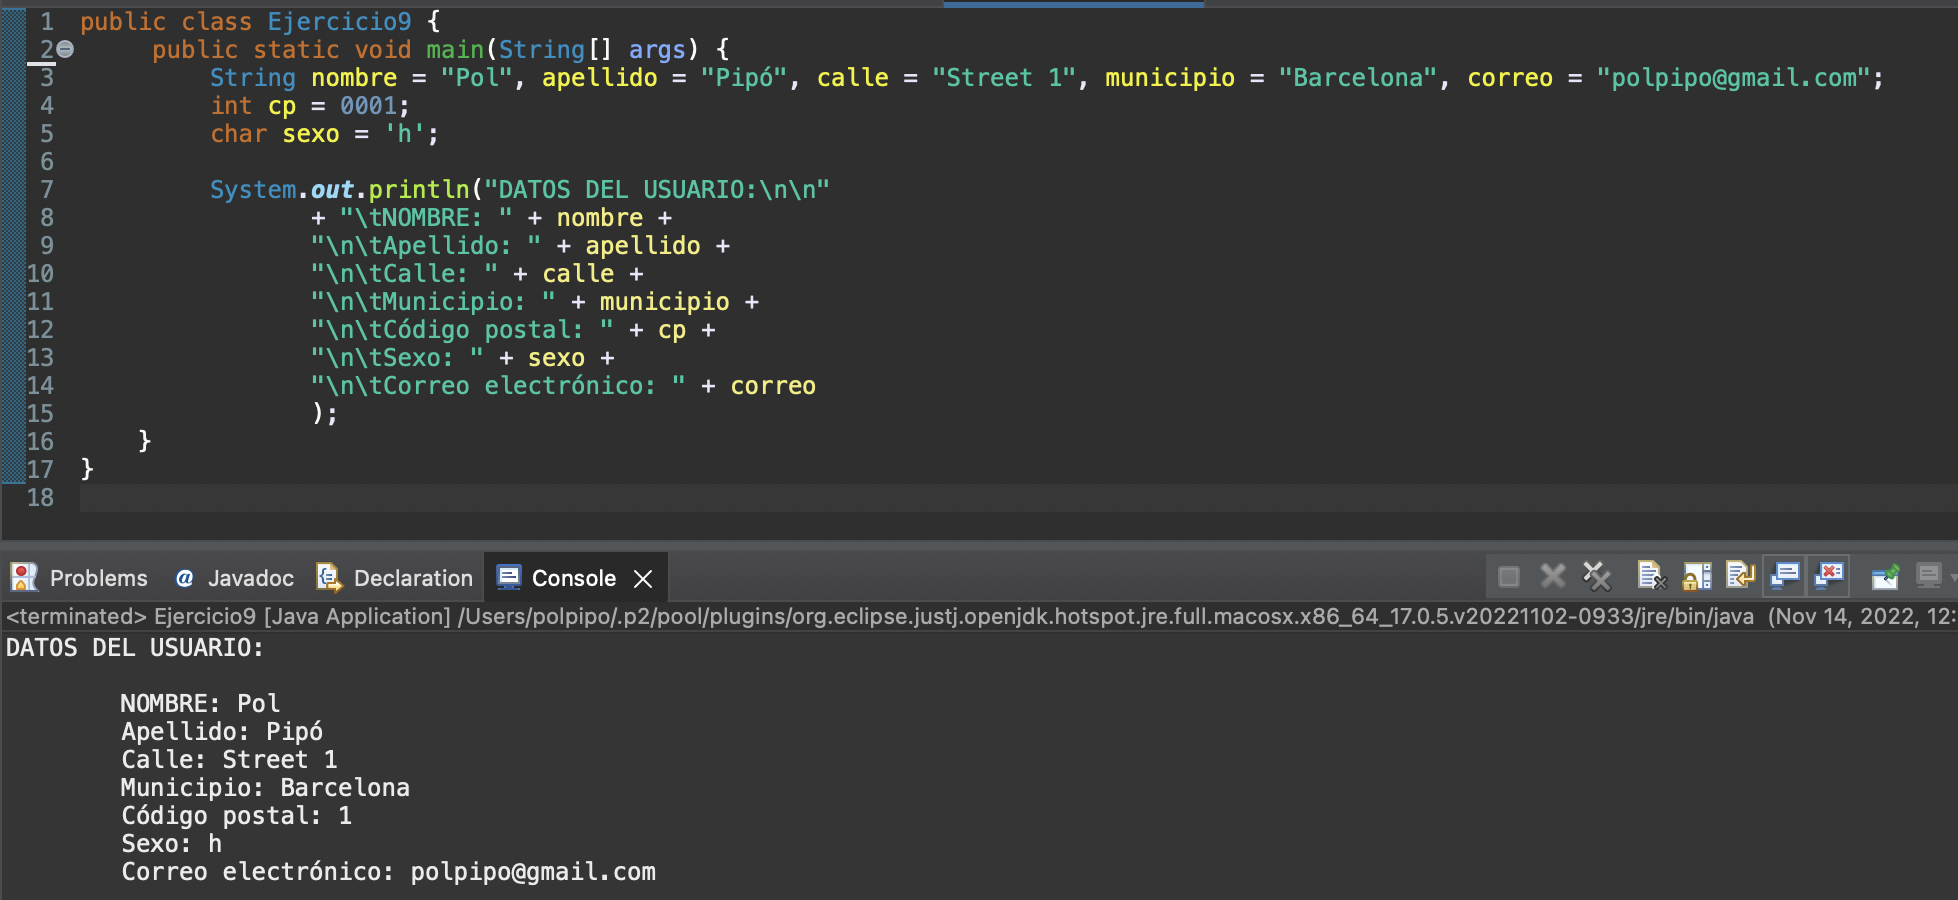 1 public class Ejercicio9 {
2 public static void main(String[] args) {
3 String nombre = "Pol", apellido = "Pipó", calle = "Street 1", municipio = "Barcelona", correo = "polpipo@gmail.com";
4 int cp = 0001;
5 char sexo = 'h';
6
7 System.out.println("DATOS DEL USUARIO:\n\n"
8 + "\tNOMBRE: " + nombre +
9 "\n\tApellido: " + apellido +
10 "\n\tCalle: " + calle +
11 "\n\tMunicipio: " + municipio +
12 "\n\tCódigo postal: " + cp +
13 "\n\tSexo: " + sexo +
14 "\n\tCorreo electrónico: " + correo
15 );
16 }
17 }
18
Problems @ Javadoc Declaration Console
<terminated> Ejercicio9 [Java Application] /Users/polpipo/.p2/pool/plugins/org.eclipse.justj.openjdk.hotspot.jre.full.macosx.x86_64_17.0.5.v20221102-0933/jre/bin/java (Nov 14, 2022, 12:
DATOS DEL USUARIO:
NOMBRE: Pol
Apellido: Pipó
Calle: Street 1
Municipio: Barcelona
Código postal: 1
Sexo: h
Correo electrónico: polpipo@gmail.com